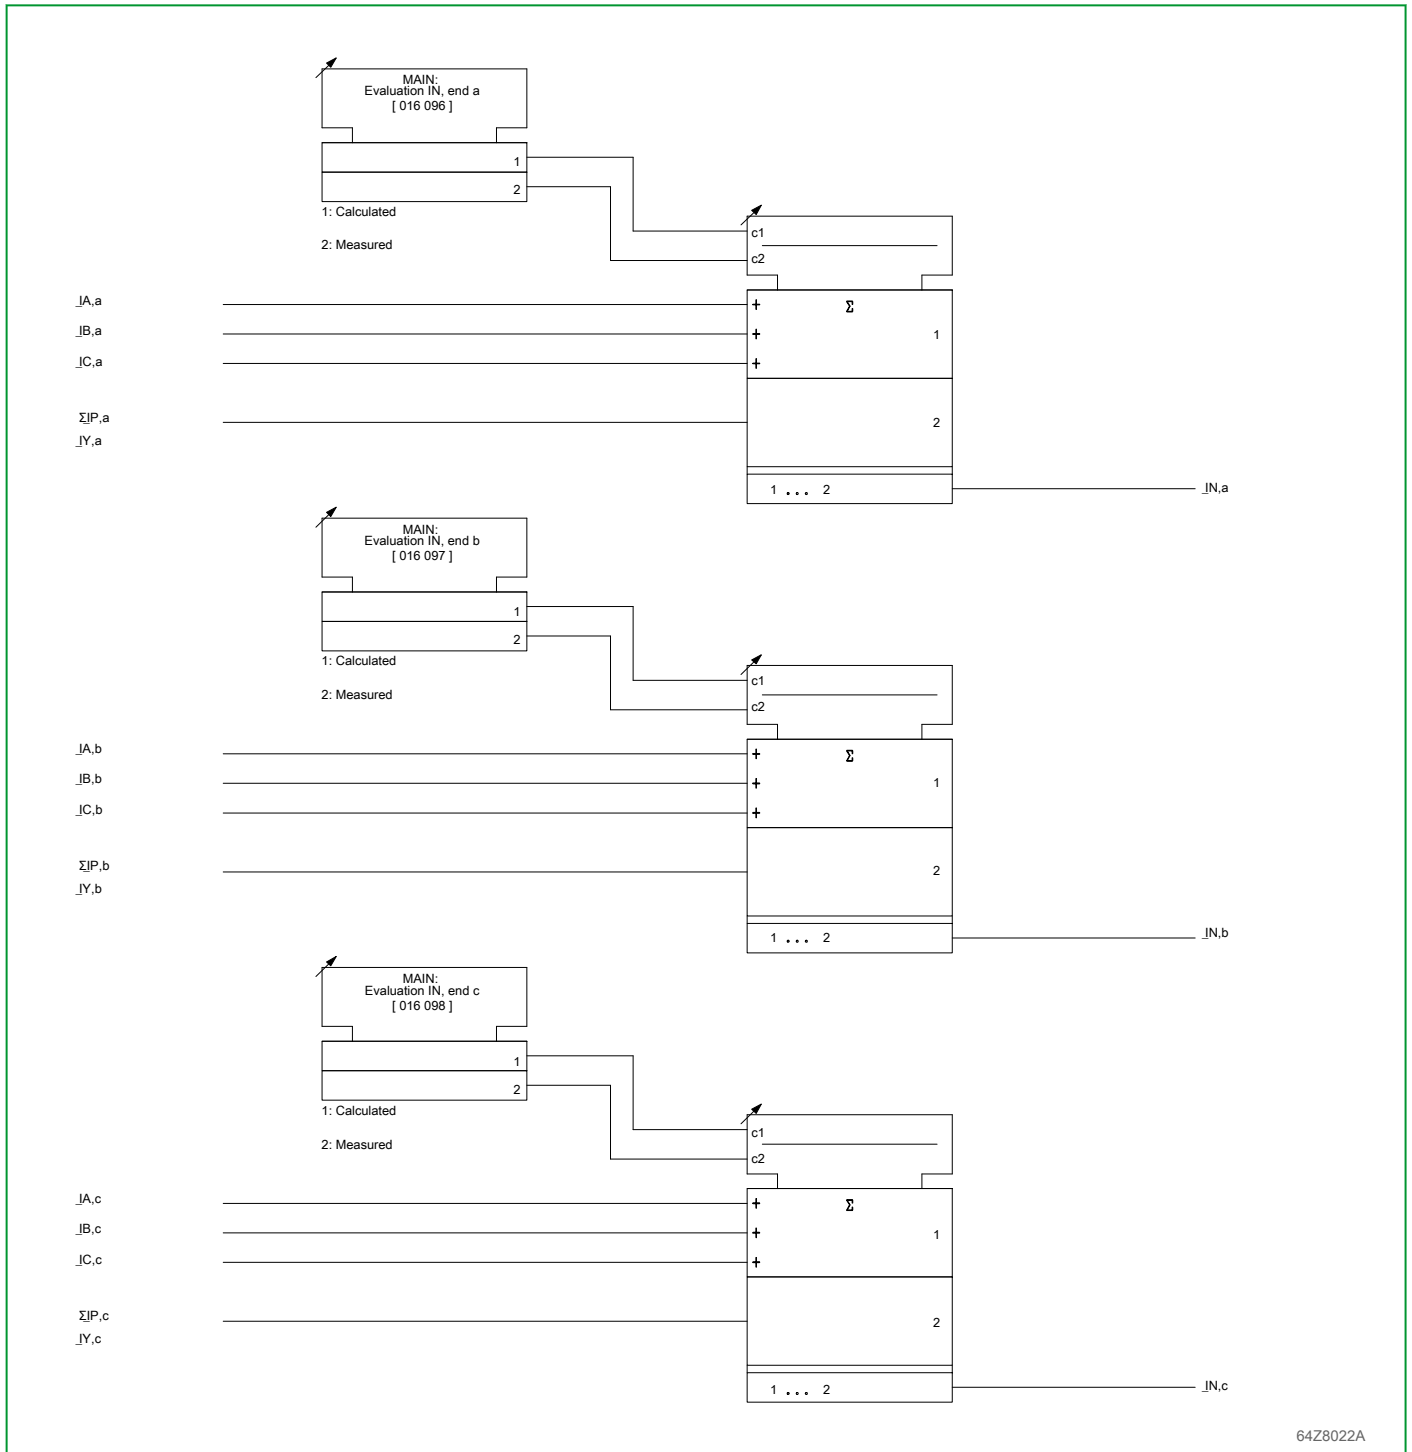 MAIN:
Evaluation IN, end a
[ 016 096 ]
1
2
1: Calculated
2: Measured
c1
c2
_IA,a
+ Σ
_IB,a
+ 1
_IC,a
+
ΣIP,a
2
_IY,a
1 ... 2
_IN,a
MAIN:
Evaluation IN, end b
[ 016 097 ]
1
2
1: Calculated
2: Measured
c1
c2
_IA,b
+ Σ
_IB,b
+ 1
_IC,b
+
ΣIP,b
2
_IY,b
1 ... 2
_IN,b
MAIN:
Evaluation IN, end c
[ 016 098 ]
1
2
1: Calculated
2: Measured
c1
c2
_IA,c
+ Σ
_IB,c
+ 1
_IC,c
+
ΣIP,c
2
_IY,c
1 ... 2
_IN,c
64Z8022A